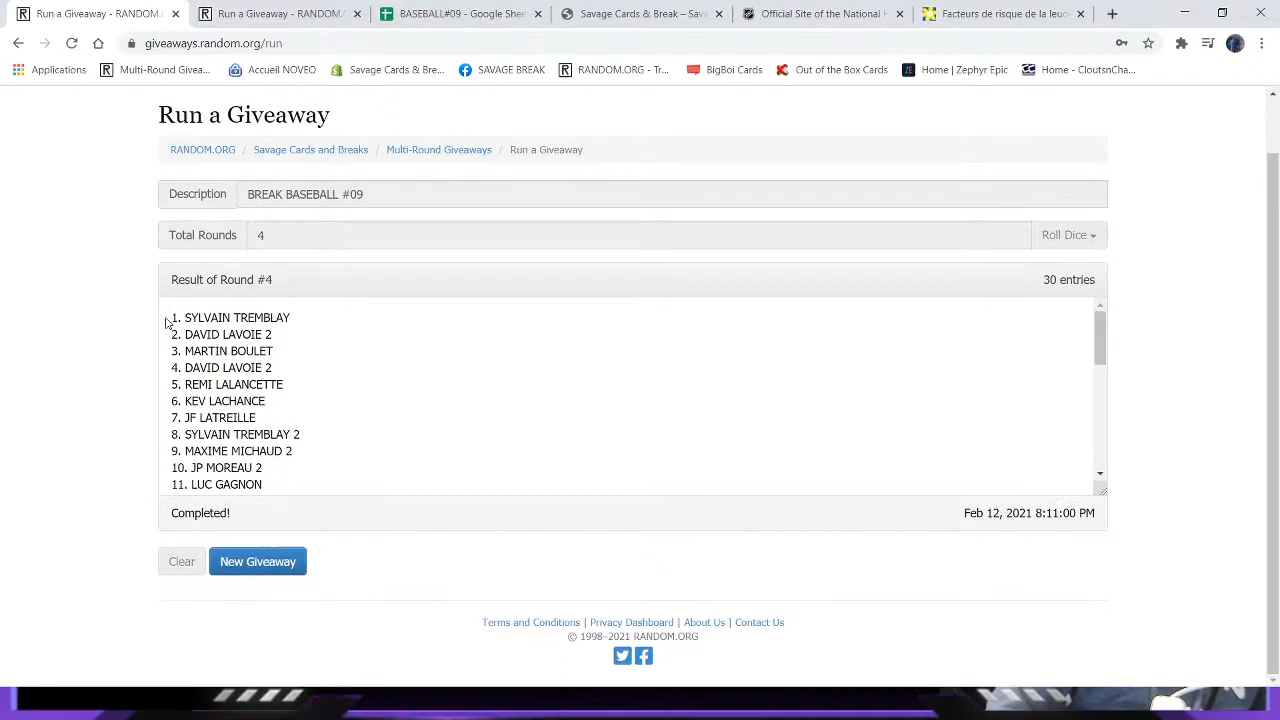 Run a Giveaway - RANDOM.O
Run a Giveaway - RANDOM.
BASEBALL#09 - Google Shee
Savage Cards & Break – Sava
Official Site of the National H
Facteurs de risque de la leuc
giveaways.random.org/run
Applications
Multi-Round Givea...
Accueil NOVEO
Savage Cards & Bre...
SAVAGE BREAK
RANDOM.ORG - Tr...
Bigboi Cards
Out of the Box Cards
Home | Zephyr Epic
Home - CloutsnCha...
Run a Giveaway
RANDOM.ORG / Savage Cards and Breaks / Multi-Round Giveaways / Run a Giveaway
Description BREAK BASEBALL #09
Total Rounds 4 Roll Dice
Result of Round #4 30 entries
1. SYLVAIN TREMBLAY
2. DAVID LAVOIE 2
3. MARTIN BOULET
4. DAVID LAVOIE 2
5. REMI LALANCETTE
6. KEV LACHANCE
7. JF LATREILLE
8. SYLVAIN TREMBLAY 2
9. MAXIME MICHAUD 2
10. JP MOREAU 2
11. LUC GAGNON
Completed! Feb 12, 2021 8:11:00 PM
Clear New Giveaway
Terms and Conditions | Privacy Dashboard | About Us | Contact Us
© 1998–2021 RANDOM.ORG